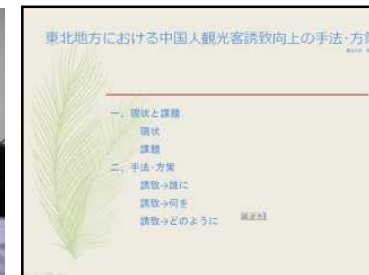 東北地方における中国人観光客誘致向上の手法・方策
一、現状と課題
現状
課題
二、手法・方策
誘致→誰に
誘致→何を
誘致→どのように